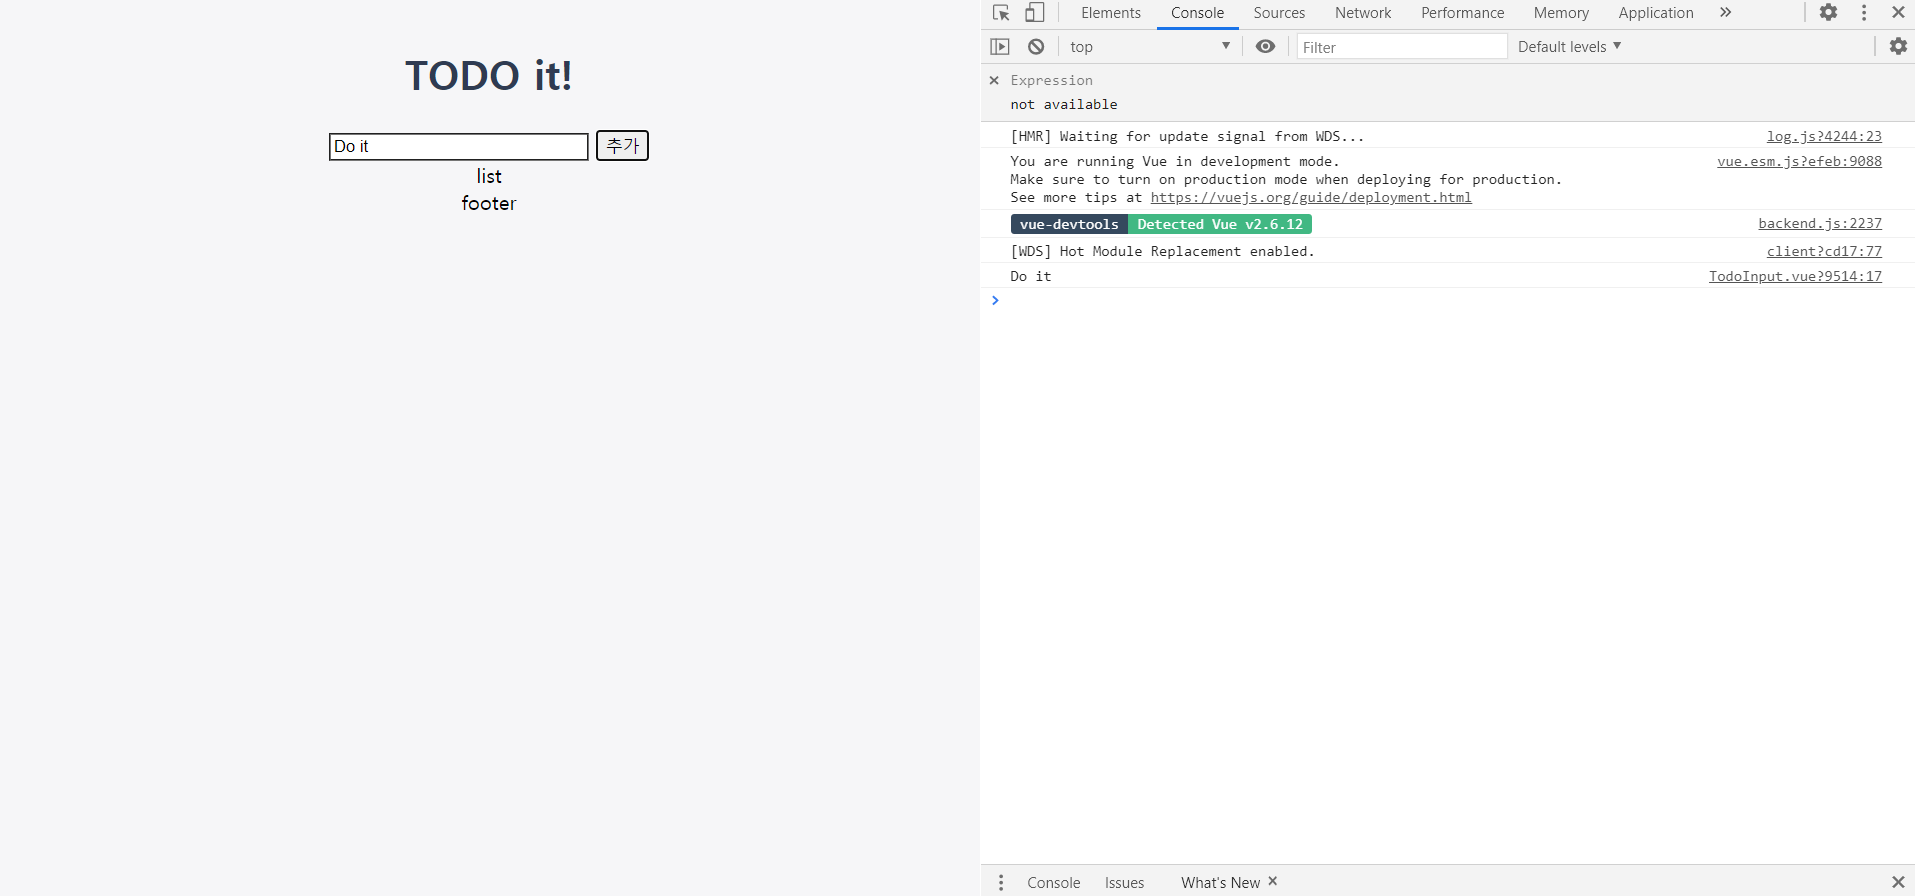 TODO it!
Do it 추가
list
footer
Elements Console Sources Network Performance Memory Application »
top Filter Default levels
Expression
not available
[HMR] Waiting for update signal from WDS... log.js?4244:23
You are running Vue in development mode. vue.esm.js?efeb:9088
Make sure to turn on production mode when deploying for production.
See more tips at https://vuejs.org/guide/deployment.html
vue-devtools Detected Vue v2.6.12 backend.js:2237
[WDS] Hot Module Replacement enabled. client?cd17:77
Do it TodoInput.vue?9514:17
Console Issues What's New